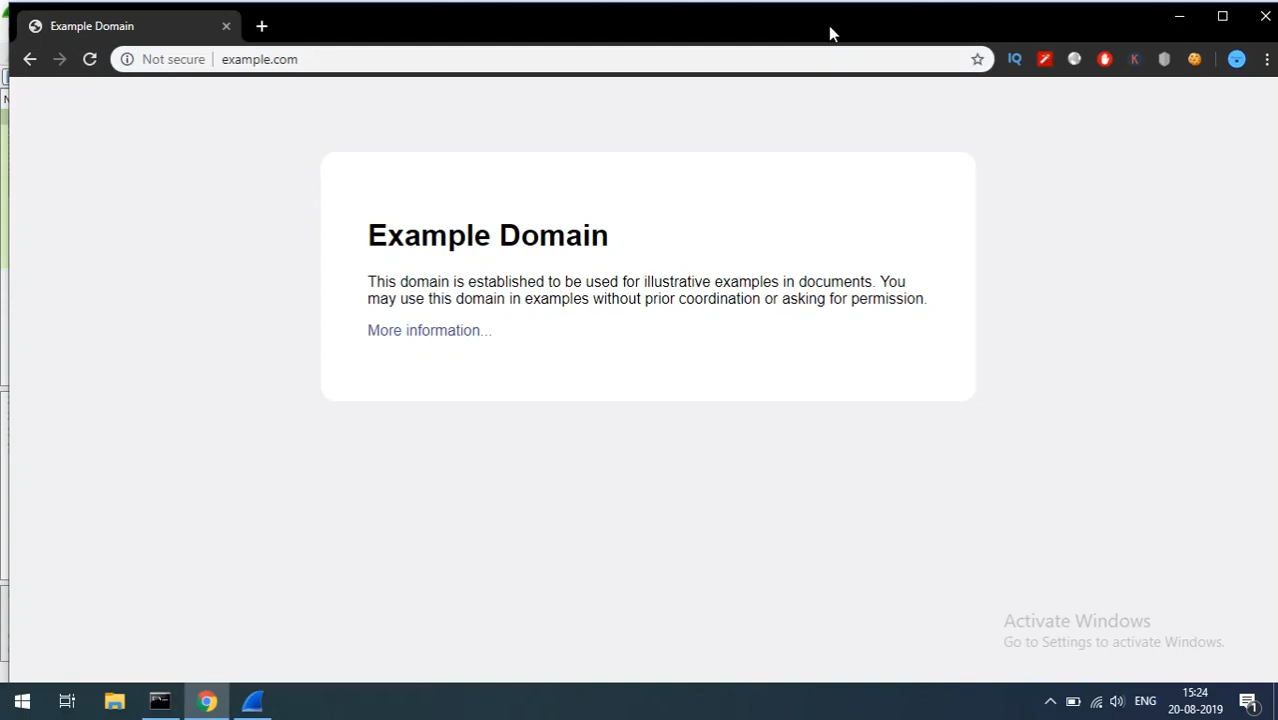 Example Domain
Not secure
example.com
IQ
K
N
Example Domain
This domain is established to be used for illustrative examples in documents. You
may use this domain in examples without prior coordination or asking for permission.
More information...
Activate Windows
Go to Settings to activate Windows.
ENG
15:24
20-08-2019
1